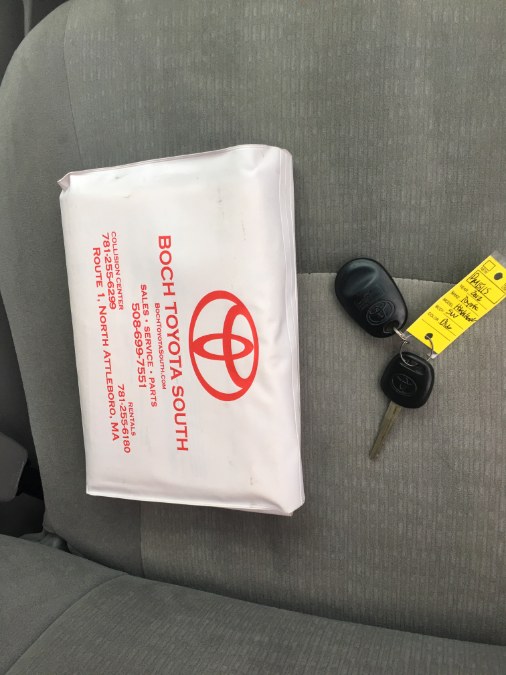 BOCH TOYOTA SOUTH
BOCHTOYOTASOUTH.COM
SALES • SERVICE • PARTS
508-699-7551
COLLISION CENTER
781-255-6299
RENTALS
781-255-6180
ROUTE 1, NORTH ATTLEBORO, MA